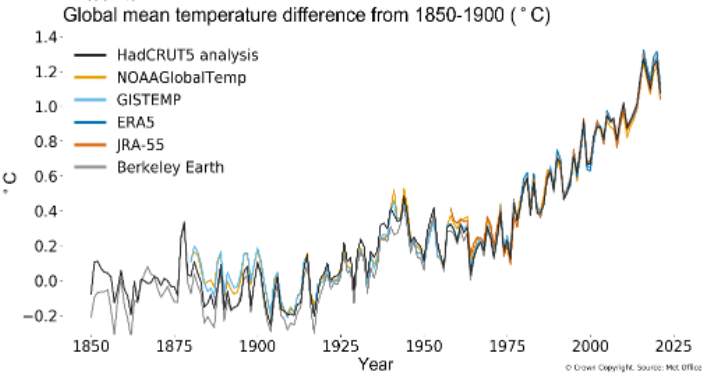 Global mean temperature difference from 1850-1900 (°C)
1.4
1.2
1.0
0.8
0.6
0.4
0.2
0.0
−0.2
°C
HadCRUT5 analysis
NOAAGlobalTemp
GISTEMP
ERA5
JRA-55
Berkeley Earth
1850 1875 1900 1925 1950 1975 2000 2025
Year
© Crown Copyright. Source: Met Office